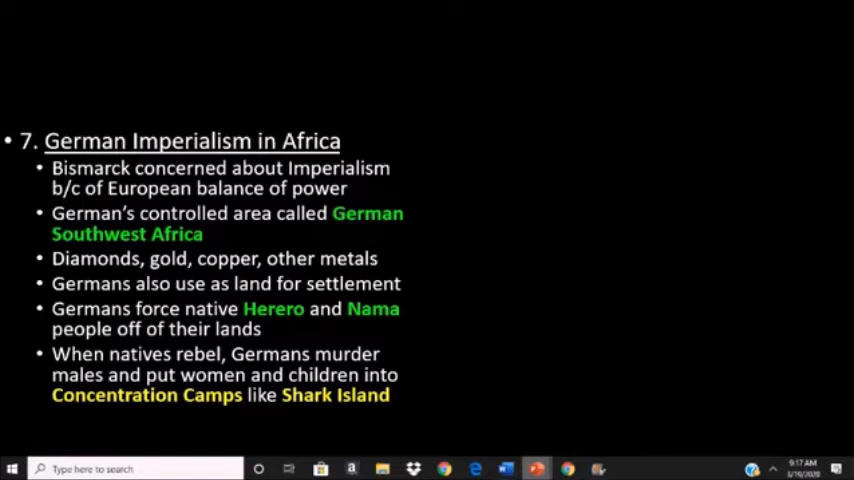 • 7. German Imperialism in Africa
• Bismarck concerned about Imperialism
b/c of European balance of power
• German's controlled area called German
Southwest Africa
• Diamonds, gold, copper, other metals
• Germans also use as land for settlement
• Germans force native Herero and Nama
people off of their lands
• When natives rebel, Germans murder
males and put women and children into
Concentration Camps like Shark Island
Type here to search
9:17 AM